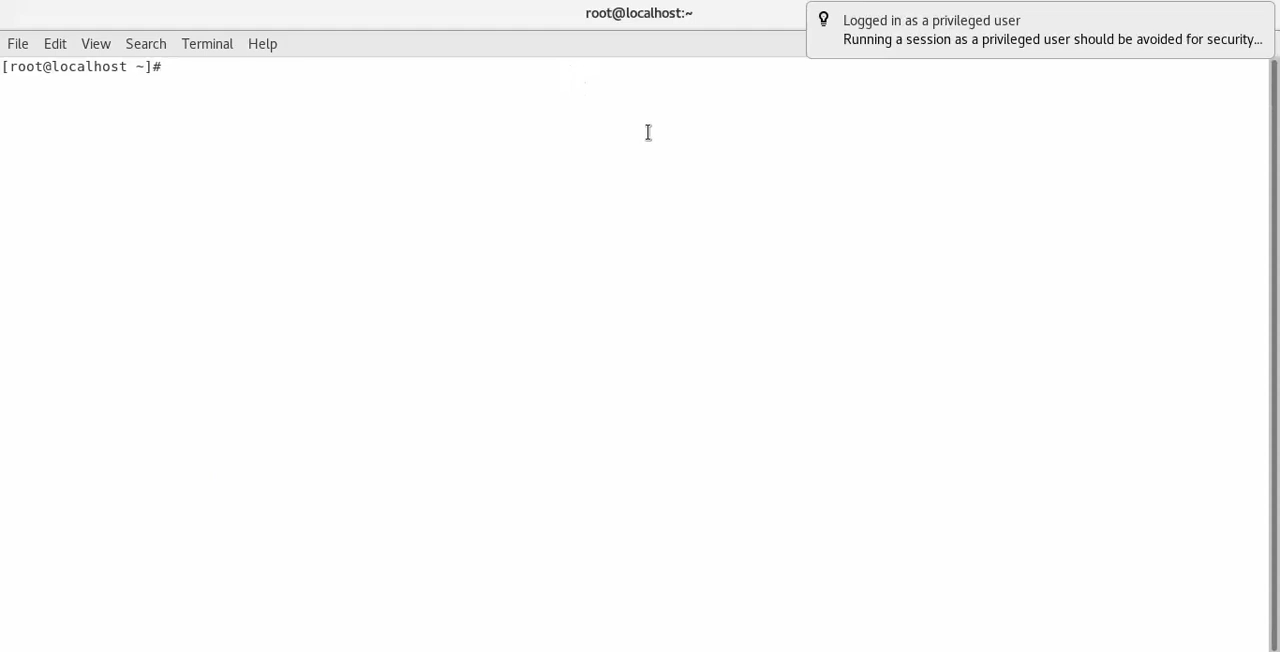 root@localhost:~
Logged in as a privileged user
Running a session as a privileged user should be avoided for security...
File Edit View Search Terminal Help
[root@localhost ~]#